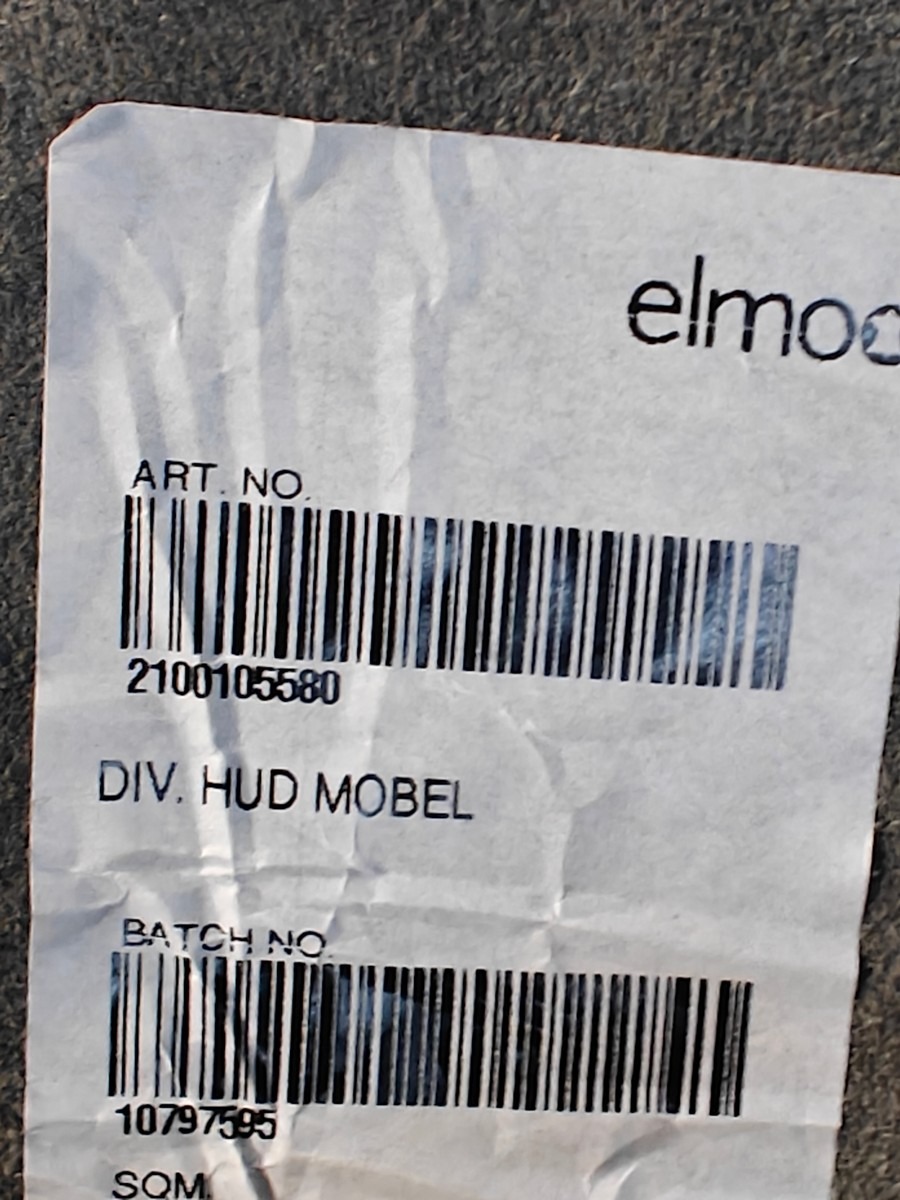 elmo
ART. NO.
2100105580
DIV. HUD MOBEL
BATCH NO.
10797595
SQM.